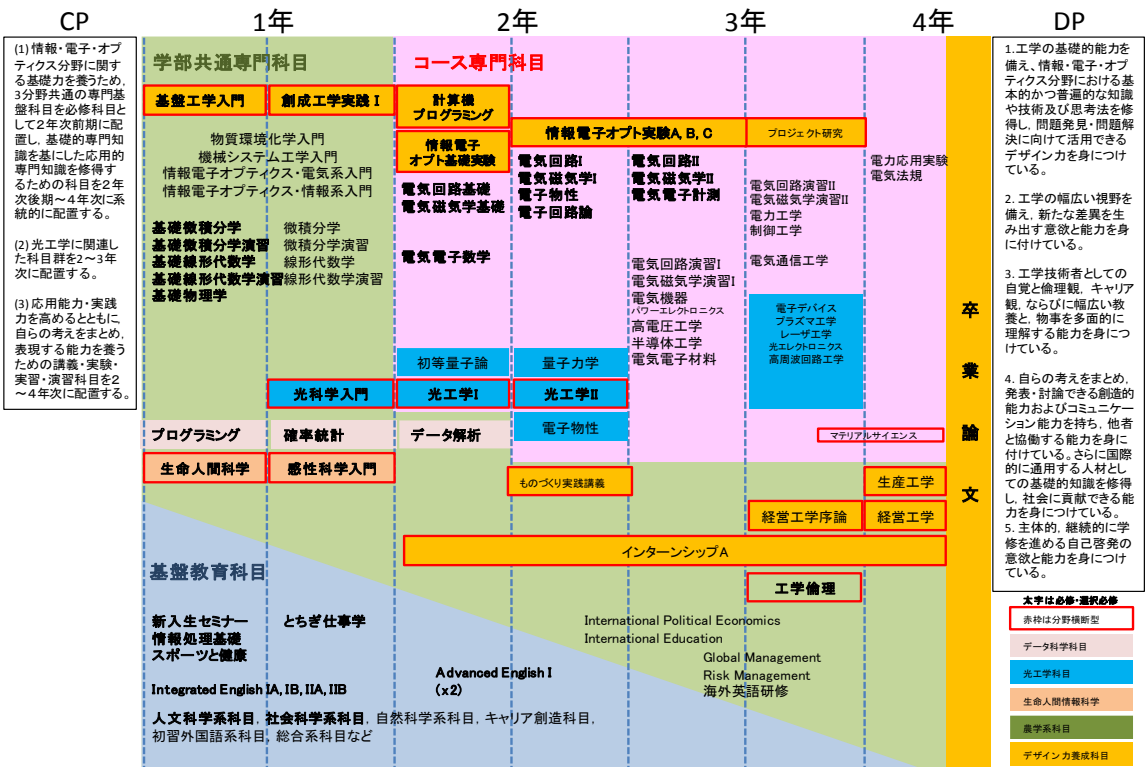 CP
1年
2年
3年
4年
DP
(1) 情報・電子・オプ
ティクス分野に関す
る基礎力を養うため,
3分野共通の専門基
盤科目を必修科目と
して2年次前期に配
置し, 基礎的専門知
識を基にした応用的
専門知識を修得す
るための科目を2年
次後期～4年次に系
統的に配置する。
(2) 光工学に関連し
た科目群を2～3年
次に配置する。
(3) 応用能力・実践
力を高めるとともに,
自らの考えをまとめ,
表現する能力を養う
ための講義・実験・
実習・演習科目を2
～4年次に配置する。
学部共通専門科目
コース専門科目
基盤工学入門
創成工学実践 I
計算機
プログラミング
情報電子
オプト基礎実験
情報電子オプト実験A, B, C
プロジェクト研究
物質環境化学入門
機械システム工学入門
情報電子オプティクス・電気系入門
情報電子オプティクス・情報系入門
電気回路基礎
電気磁気学基礎
電気回路I
電気磁気学I
電子物性
電子回路論
電気回路II
電気磁気学II
電気電子計測
電気回路演習II
電気磁気学演習II
電力工学
制御工学
電力応用実験
電気法規
基礎微積分学
基礎微積分学演習
基礎線形代数学
基礎線形代数学演習
基礎物理学
微積分学
微積分学演習
線形代数学
線形代数学演習
電気電子数学
電気回路演習I
電気磁気学演習I
電気機器
パワーエレクトロニクス
高電圧工学
半導体工学
電気電子材料
電気通信工学
電子デバイス
プラズマ工学
レーザ工学
光エレクトロニクス
高周波回路工学
初等量子論
量子力学
光科学入門
光工学I
光工学II
プログラミング
確率統計
データ解析
電子物性
マテリアルサイエンス
生命人間科学
感性科学入門
ものづくり実践講義
生産工学
経営工学序論
経営工学
インターンシップA
工学倫理
卒
業
論
文
基盤教育科目
新入生セミナー
情報処理基礎
スポーツと健康
とちぎ仕事学
International Political Economics
International Education
Global Management
Risk Management
海外英語研修
Integrated English IA, IB, IIA, IIB
Advanced English I
(x2)
人文科学系科目, 社会科学系科目, 自然科学系科目, キャリア創造科目,
初習外国語系科目, 総合系科目など
1.工学の基礎的能力を
備え、情報・電子・オプ
ティクス分野における基
本的かつ普遍的な知識
や技術及び思考法を修
得し, 問題発見・問題解
決に向けて活用できる
デザイン力を身につけ
ている。
2. 工学の幅広い視野を
備え, 新たな差異を生
み出す意欲と能力を身
に付けている。
3. 工学技術者としての
自覚と倫理観, キャリア
観, ならびに幅広い教
養と, 物事を多面的に
理解する能力を身につ
けている。
4. 自らの考えをまとめ,
発表・討論できる創造的
能力およびコミュニケー
ション能力を持ち, 他者
と協働する能力を身に
付けている。さらに国際
的に通用する人材とし
ての基礎的知識を修得
し, 社会に貢献できる能
力を身につけている。
5. 主体的, 継続的に学
修を進める自己啓発の
意欲と能力を身につけ
ている。
太字は必修・選択必修
赤枠は分野横断型
データ科学科目
光工学科目
生命人間情報科学
農学系科目
デザイン力養成科目